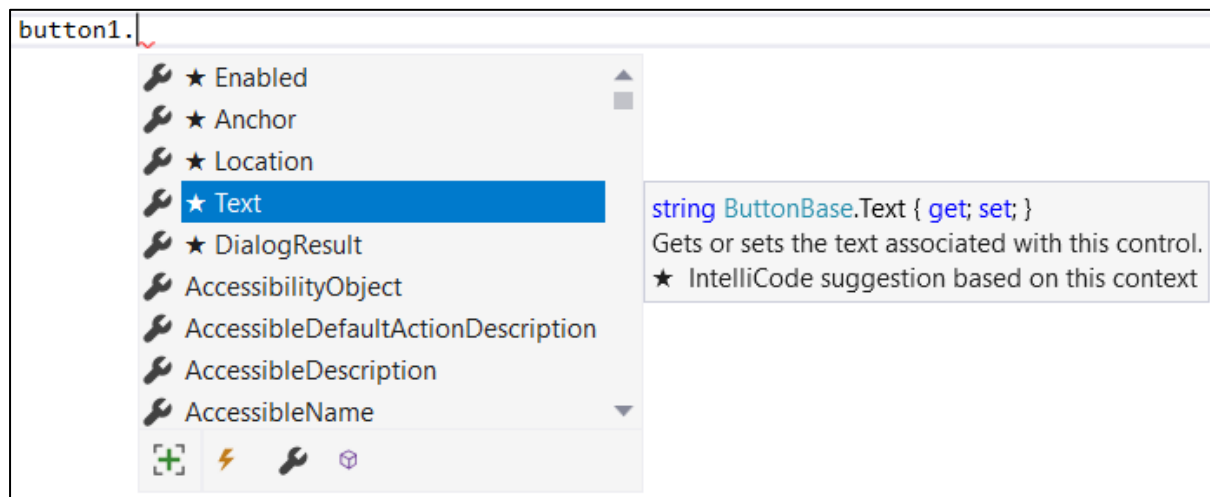 button1.
★ Enabled
★ Anchor
★ Location
★ Text
string ButtonBase.Text { get; set; }
★ DialogResult
Gets or sets the text associated with this control.
AccessibilityObject
★ IntelliCode suggestion based on this context
AccessibleDefaultActionDescription
AccessibleDescription
AccessibleName